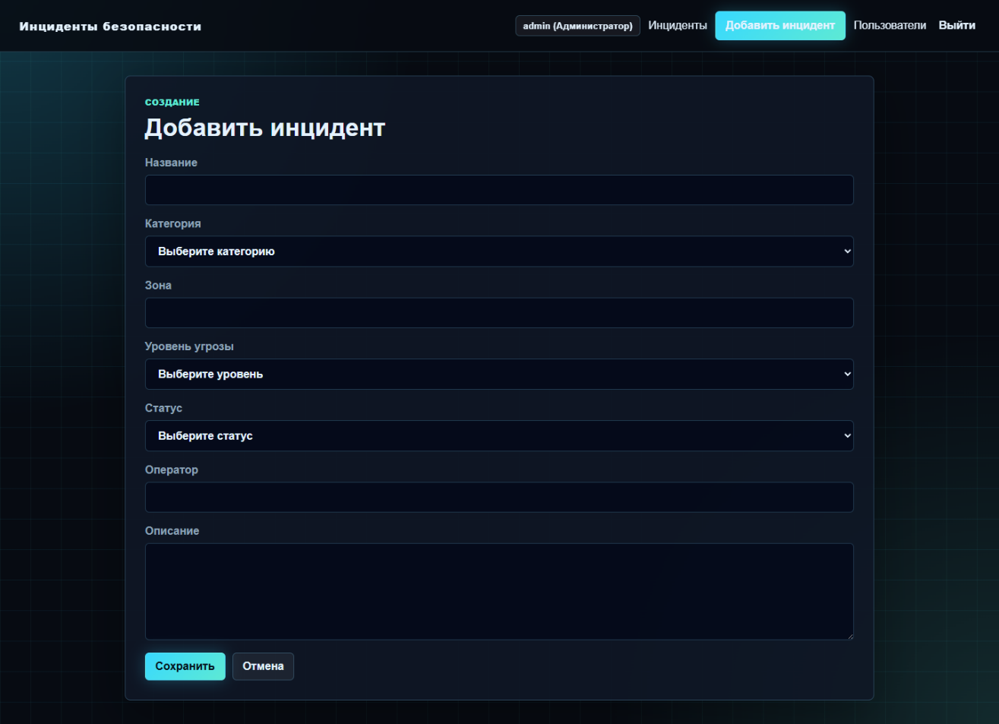 Инциденты безопасности
admin (Администратор) Инциденты Добавить инцидент Пользователи Выйти
СОЗДАНИЕ
Добавить инцидент
Название
Категория
Выберите категорию
Зона
Уровень угрозы
Выберите уровень
Статус
Выберите статус
Оператор
Описание
Сохранить Отмена